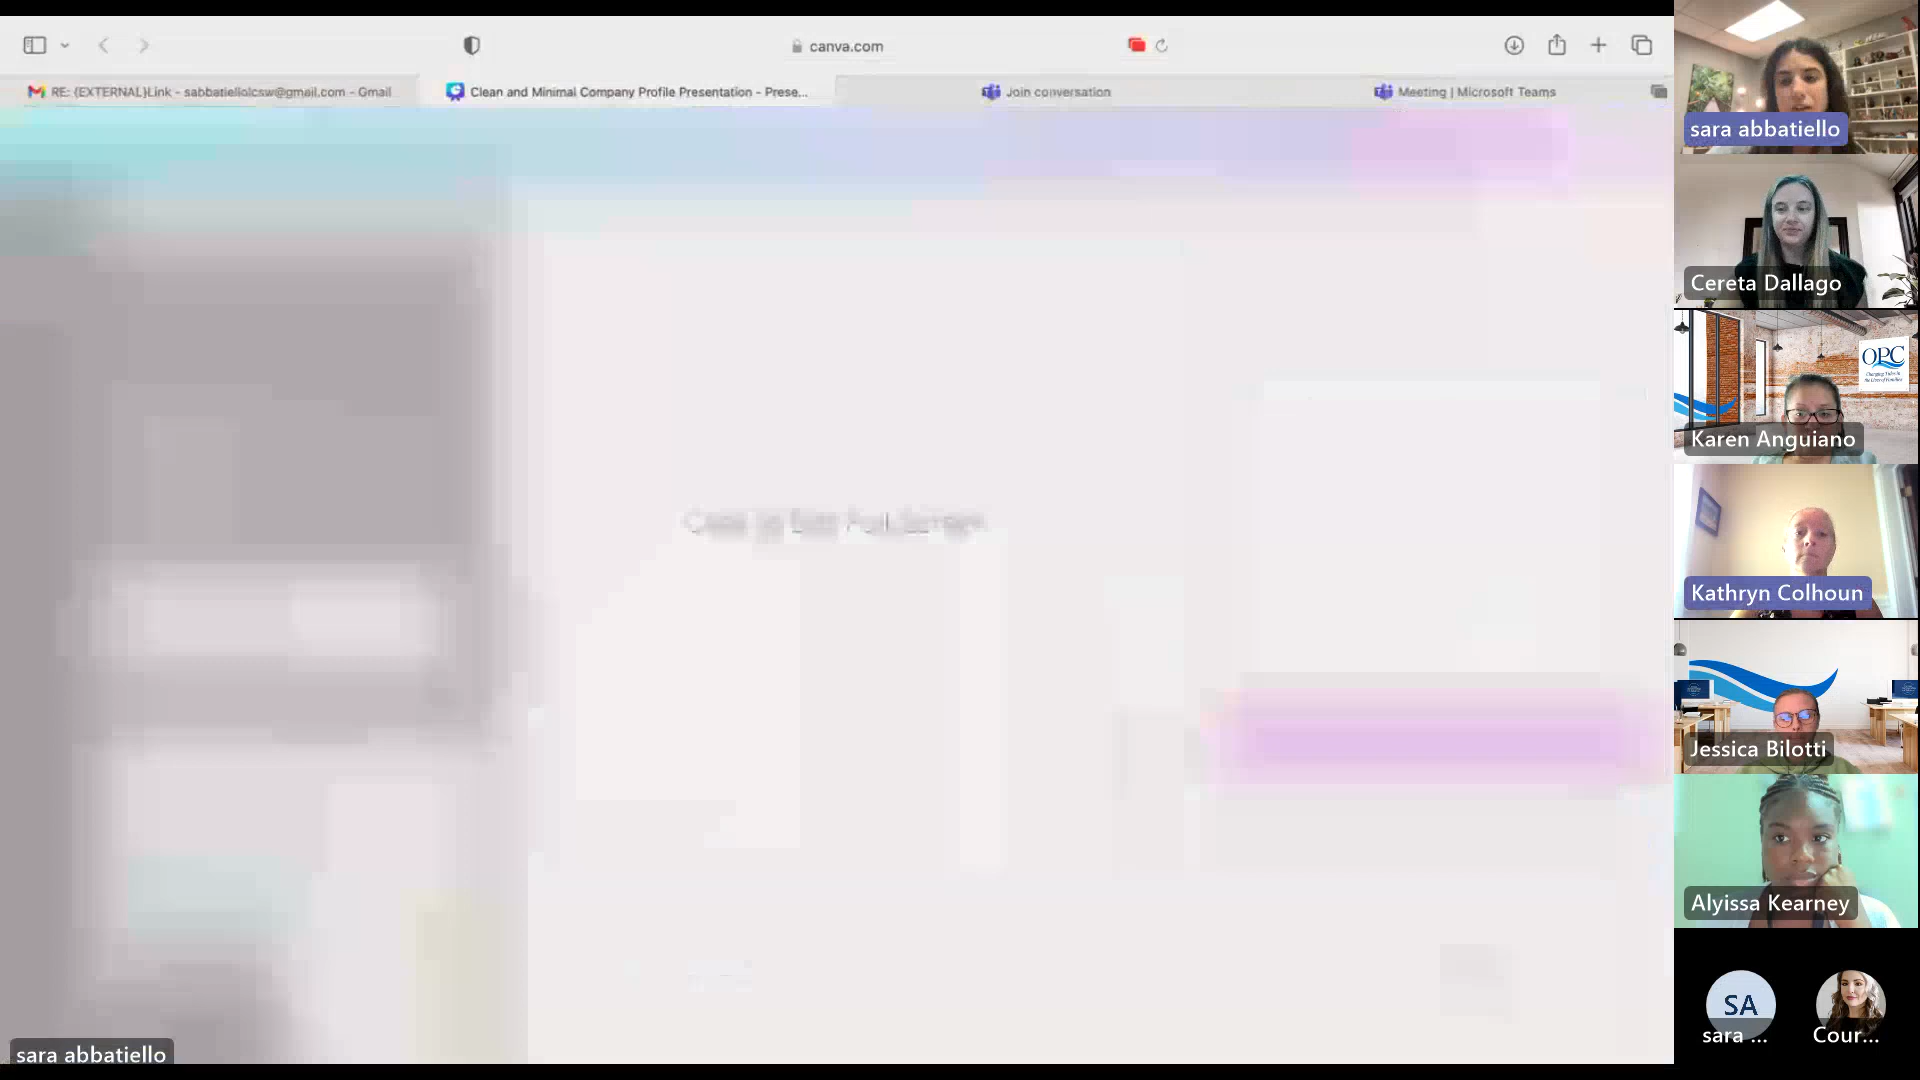 canva.com
RE: {EXTERNAL}Link - sabbatiellolcsw@gmail.com - Gmail
Clean and Minimal Company Profile Presentation - Prese...
Join conversation
Meeting | Microsoft Teams
sara abbatiello
Cereta Dallago
OPC
Karen Anguiano
Kathryn Colhoun
Jessica Bilotti
Alyissa Kearney
SA
sara ...
Cour...
sara abbatiello